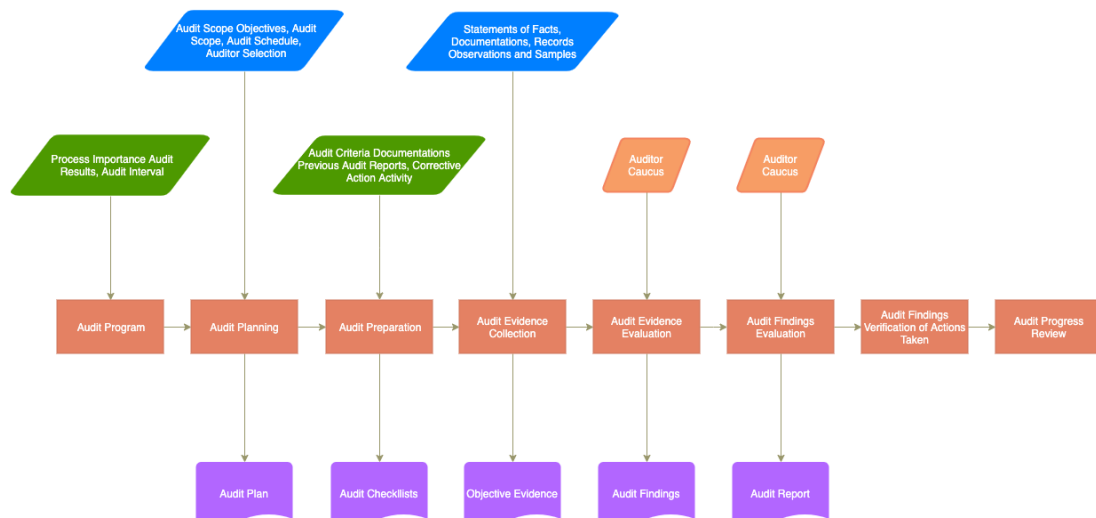 Audit Scope Objectives, Audit
Scope, Audit Schedule,
Auditor Selection
Statements of Facts,
Documentations, Records
Observations and Samples
Process Importance Audit
Results, Audit Interval
Audit Criteria Documentations
Previous Audit Reports, Corrective
Action Activity
Auditor
Caucus
Auditor
Caucus
Audit Program
Audit Planning
Audit Preparation
Audit Evidence
Collection
Audit Evidence
Evaluation
Audit Findings
Evaluation
Audit Findings
Verification of Actions
Taken
Audit Progress
Review
Audit Plan
Audit Checkllists
Objective Evidence
Audit Findings
Audit Report